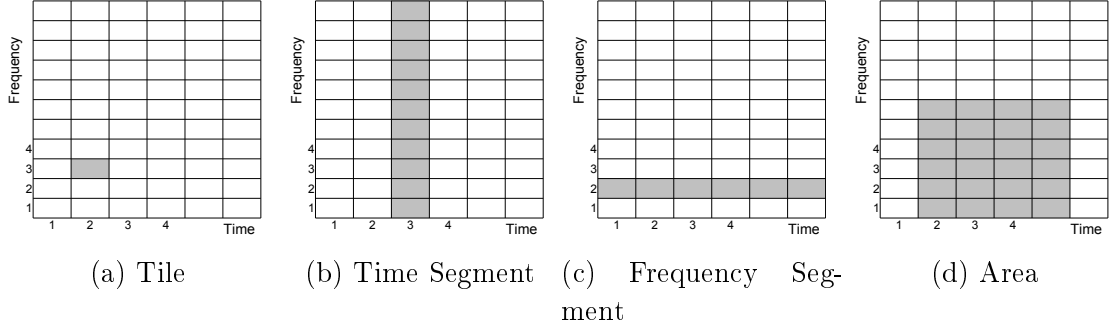 Frequency
4
3
2
1
1 2 3 4 Time
(a) Tile
Frequency
4
3
2
1
1 2 3 4 Time
(b) Time Segment
Frequency
4
3
2
1
1 2 3 4 Time
(c) Frequency Seg-
ment
Frequency
4
3
2
1
1 2 3 4 Time
(d) Area